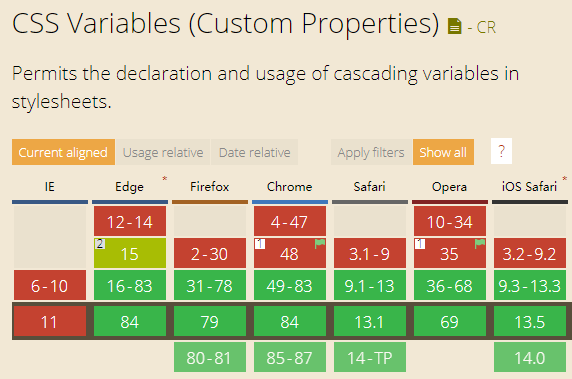 CSS Variables (Custom Properties) - CR
Permits the declaration and usage of cascading variables in
stylesheets.
Current aligned Usage relative Date relative Apply filters Show all ?
IE Edge * Firefox Chrome Safari Opera iOS Safari *
12-14 4-47 10-34
2 15 2-30 1 48 3.1-9 1 35 3.2-9.2
6-10 16-83 31-78 49-83 9.1-13 36-68 9.3-13.3
11 84 79 84 13.1 69 13.5
80-81 85-87 14-TP 14.0